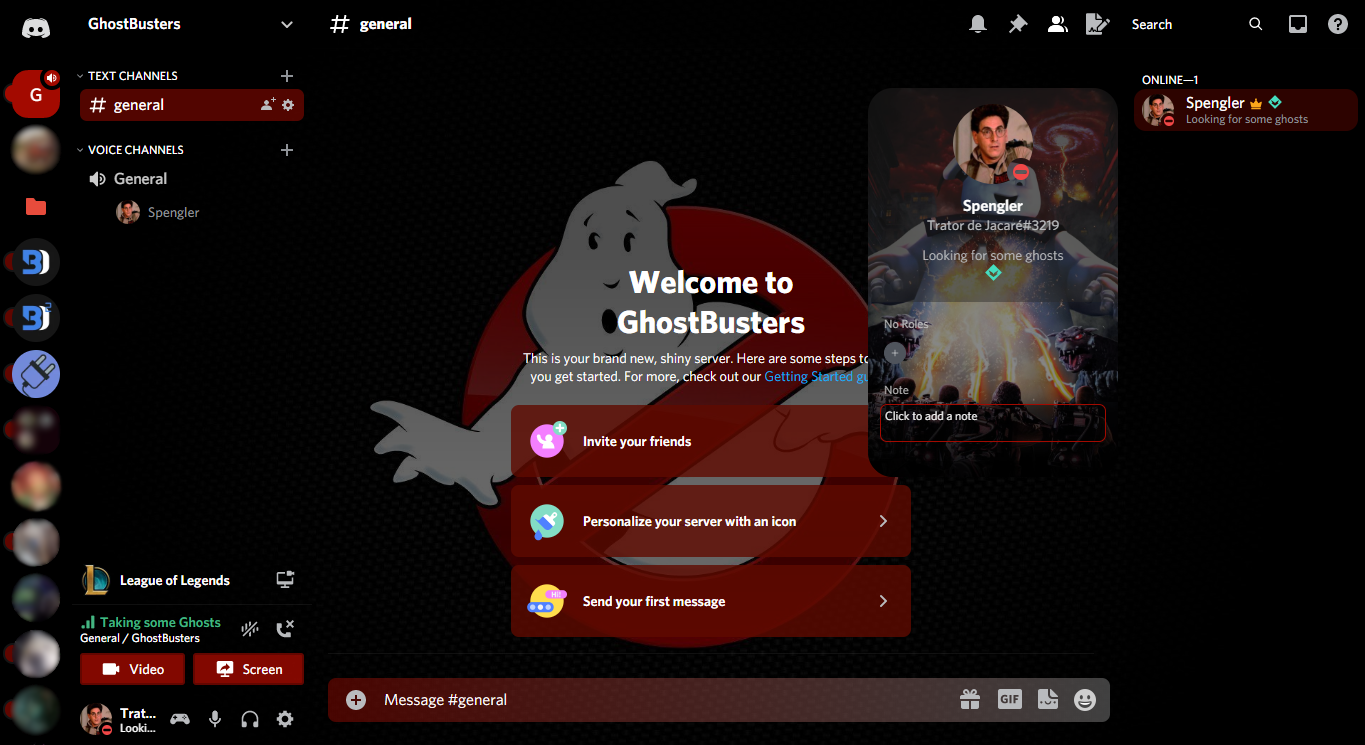 GhostBusters
# general
Search
G
TEXT CHANNELS
# general
VOICE CHANNELS
General
Spengler
2
League of Legends
Taking some Ghosts
General / GhostBusters
Video
Screen
Trat...
Looki...
Welcome to
GhostBusters
This is your brand new, shiny server. Here are some steps to
you get started. For more, check out our Getting Started gu
Invite your friends
Personalize your server with an icon
Hi!
Send your first message
Message #general
GIF
Spengler
Trator de Jacaré#3219
Looking for some ghosts
No Roles
+
Note
Click to add a note
ONLINE—1
Spengler
Looking for some ghosts